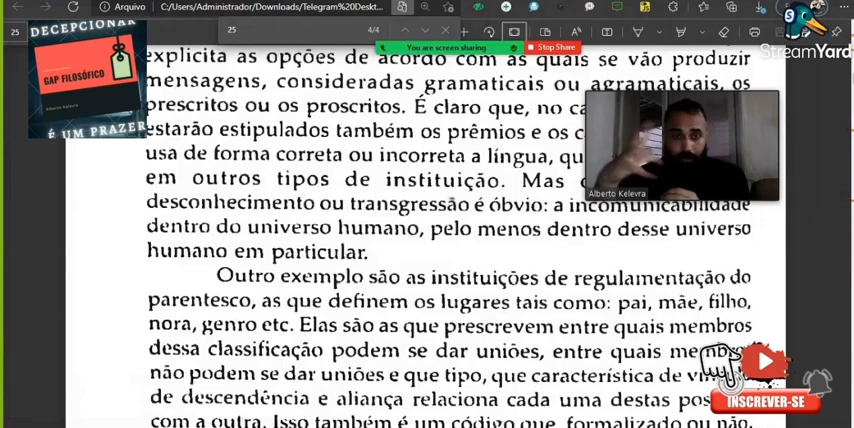 Arquivo
C:/Users/Administrador/Downloads/Telegram%20Deskt...
25
25
4/4
You are screen sharing
Stop Share
StreamYard
DECEPCIONAR
GAP FILOSÓFICO
Alberto Kelevra
É UM PRAZER
explicita as opções de acordo com as quais se vão produzir
mensagens, consideradas gramaticais ou agramaticais, os
prescritos ou os proscritos. É claro que, no
estarão estipulados também os prêmios e os
usa de forma correta ou incorreta a língua,
em outros tipos de instituição. Mas
desconhecimento ou transgressão é óbvio: a incomunicabilidade
dentro do universo humano, pelo menos dentro desse universo
humano em particular.
Alberto Kelevra
Outro exemplo são as instituições de regulamentação do
parentesco, as que definem os lugares tais como: pai, mãe, filho,
nora, genro etc. Elas são as que prescrevem entre quais membros
dessa classificação podem se dar uniões, entre quais membros
não podem se dar uniões e que tipo, que característica de
de descendência e aliança relaciona cada uma destas
com a outra. Isso também é um código que, formalizado ou não,
INSCREVER-SE